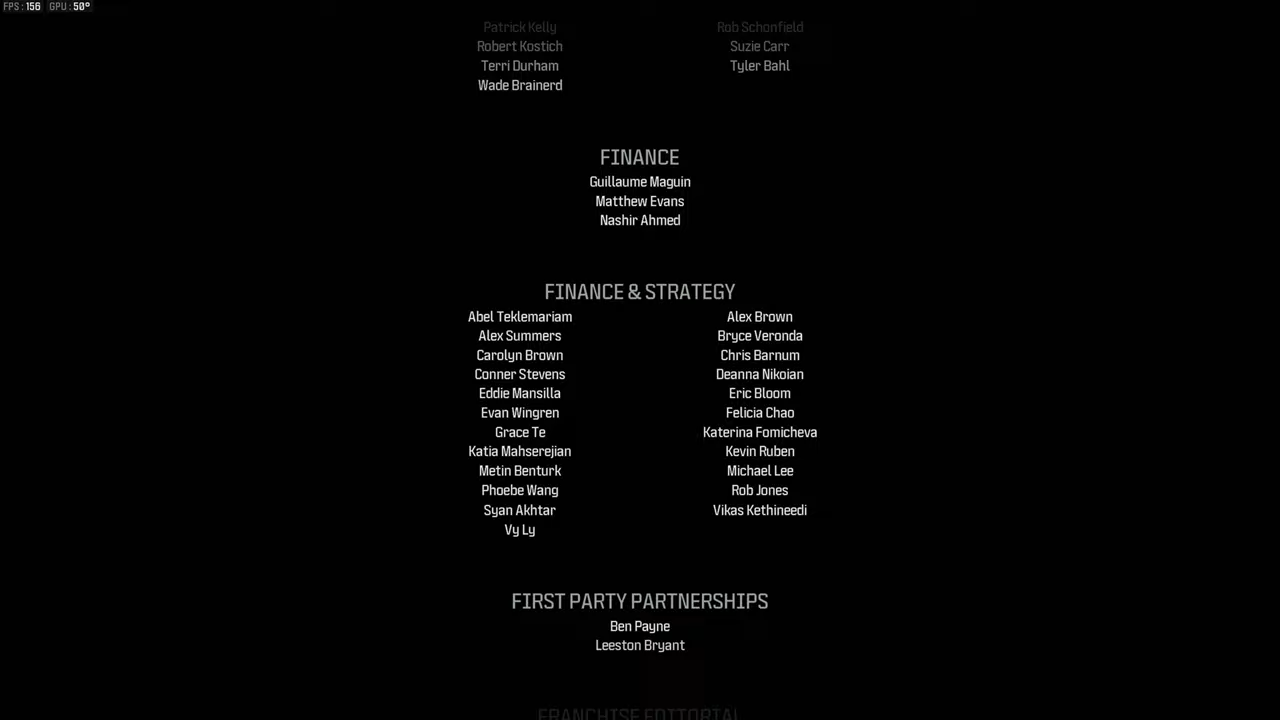 FPS: 156 GPU: 50°
Patrick Kelly Rob Schonfield
Robert Kostich Suzie Carr
Terri Durham Tyler Bahl
Wade Brainerd
FINANCE
Guillaume Maguin
Matthew Evans
Nashir Ahmed
FINANCE & STRATEGY
Abel Teklemariam Alex Brown
Alex Summers Bryce Veronda
Carolyn Brown Chris Barnum
Conner Stevens Deanna Nikoian
Eddie Mansilla Eric Bloom
Evan Wingren Felicia Chao
Grace Te Katerina Fomicheva
Katia Mahserejian Kevin Ruben
Metin Benturk Michael Lee
Phoebe Wang Rob Jones
Syan Akhtar Vikas Kethineedi
Vy Ly
FIRST PARTY PARTNERSHIPS
Ben Payne
Leeston Bryant
FRANCHISE EDITORIAL